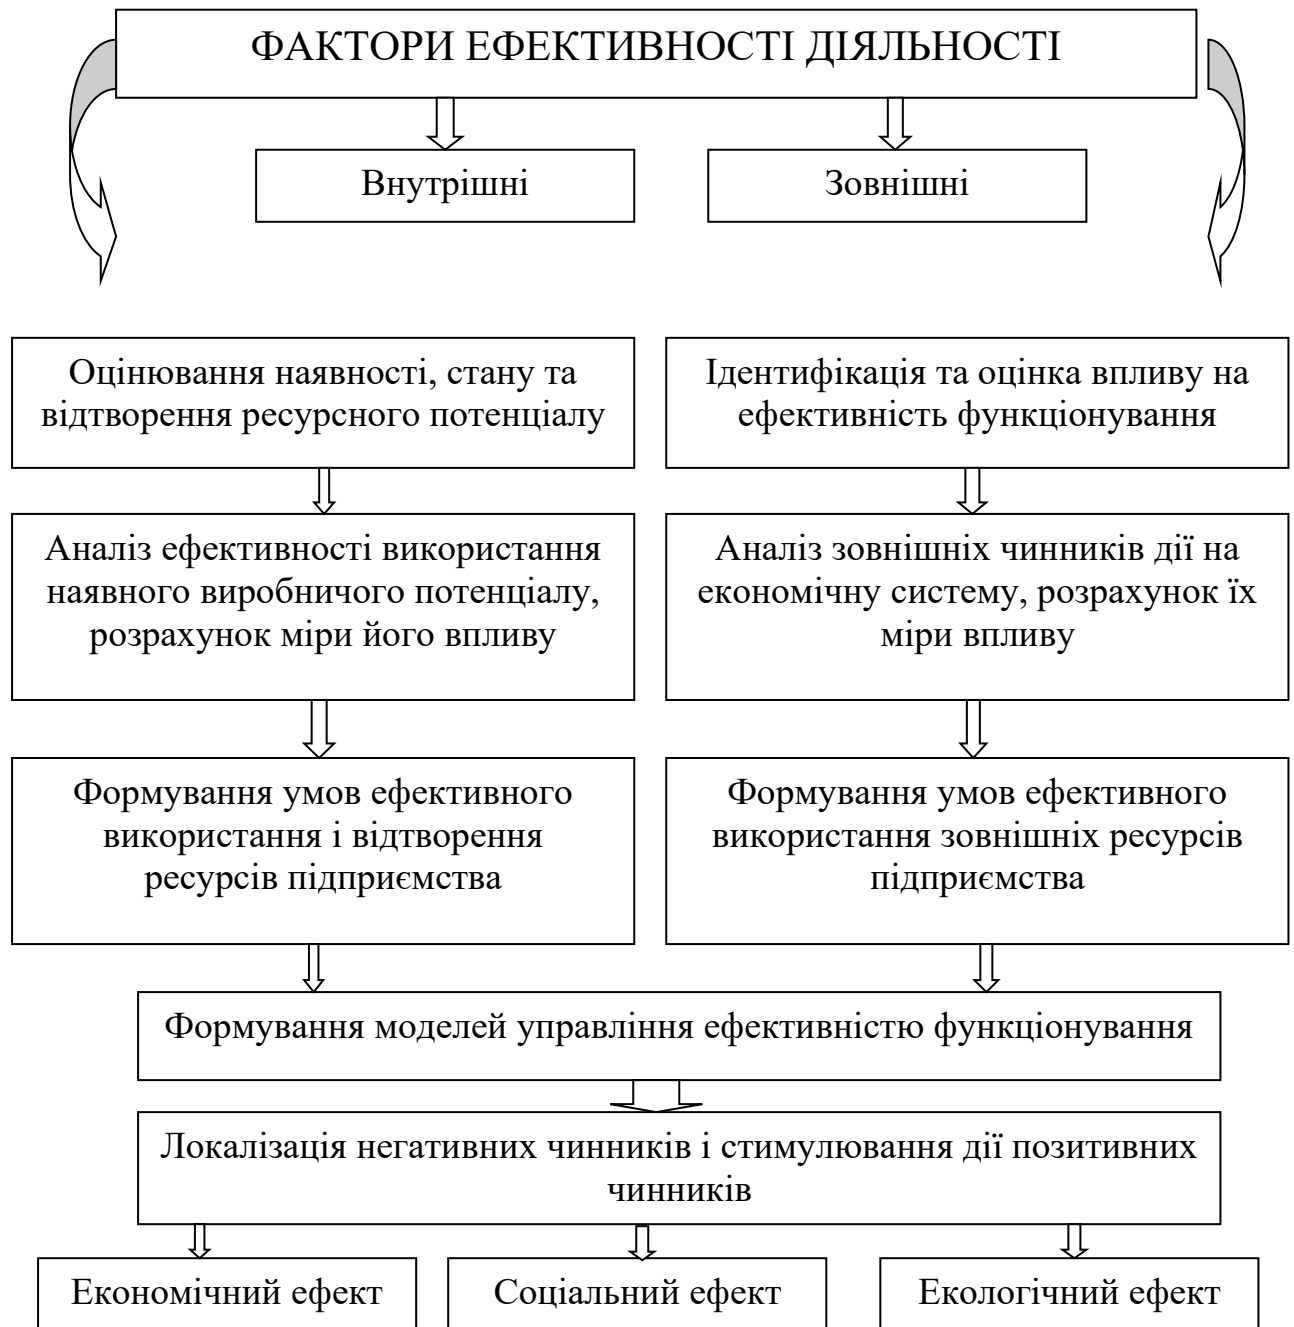 ФАКТОРИ ЕФЕКТИВНОСТІ ДІЯЛЬНОСТІ
Внутрішні
Зовнішні
Оцінювання наявності, стану та
відтворення ресурсного потенціалу
Ідентифікація та оцінка впливу на
ефективність функціонування
Аналіз ефективності використання
наявного виробничого потенціалу,
розрахунок міри його впливу
Аналіз зовнішніх чинників дії на
економічну систему, розрахунок їх
міри впливу
Формування умов ефективного
використання і відтворення
ресурсів підприємства
Формування умов ефективного
використання зовнішніх ресурсів
підприємства
Формування моделей управління ефективністю функціонування
Локалізація негативних чинників і стимулювання дії позитивних
чинників
Економічний ефект
Соціальний ефект
Екологічний ефект